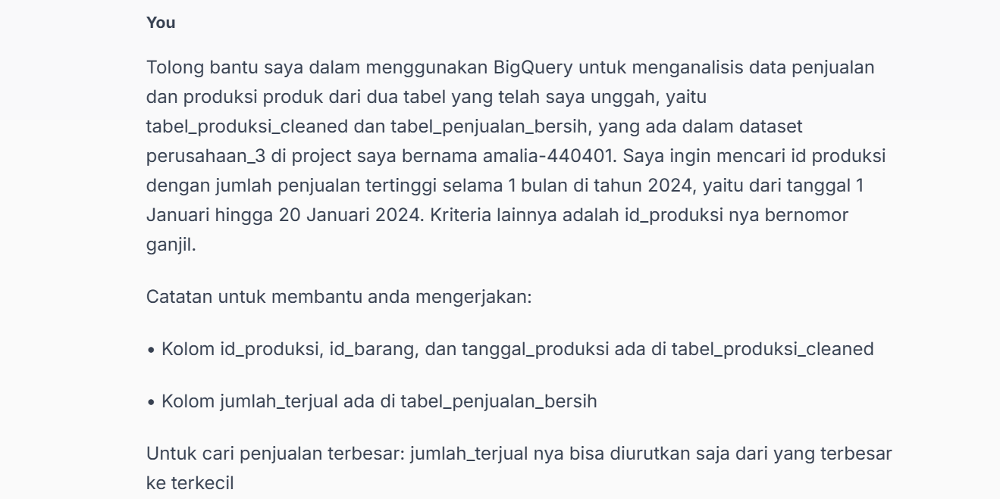 You
Tolong bantu saya dalam menggunakan BigQuery untuk menganalisis data penjualan
dan produksi produk dari dua tabel yang telah saya unggah, yaitu
tabel_produksi_cleaned dan tabel_penjualan_bersih, yang ada dalam dataset
perusahaan_3 di project saya bernama amalia-440401. Saya ingin mencari id produksi
dengan jumlah penjualan tertinggi selama 1 bulan di tahun 2024, yaitu dari tanggal 1
Januari hingga 20 Januari 2024. Kriteria lainnya adalah id_produksi nya bernomor
ganjil.
Catatan untuk membantu anda mengerjakan:
• Kolom id_produksi, id_barang, dan tanggal_produksi ada di tabel_produksi_cleaned
• Kolom jumlah_terjual ada di tabel_penjualan_bersih
Untuk cari penjualan terbesar: jumlah_terjual nya bisa diurutkan saja dari yang terbesar
ke terkecil